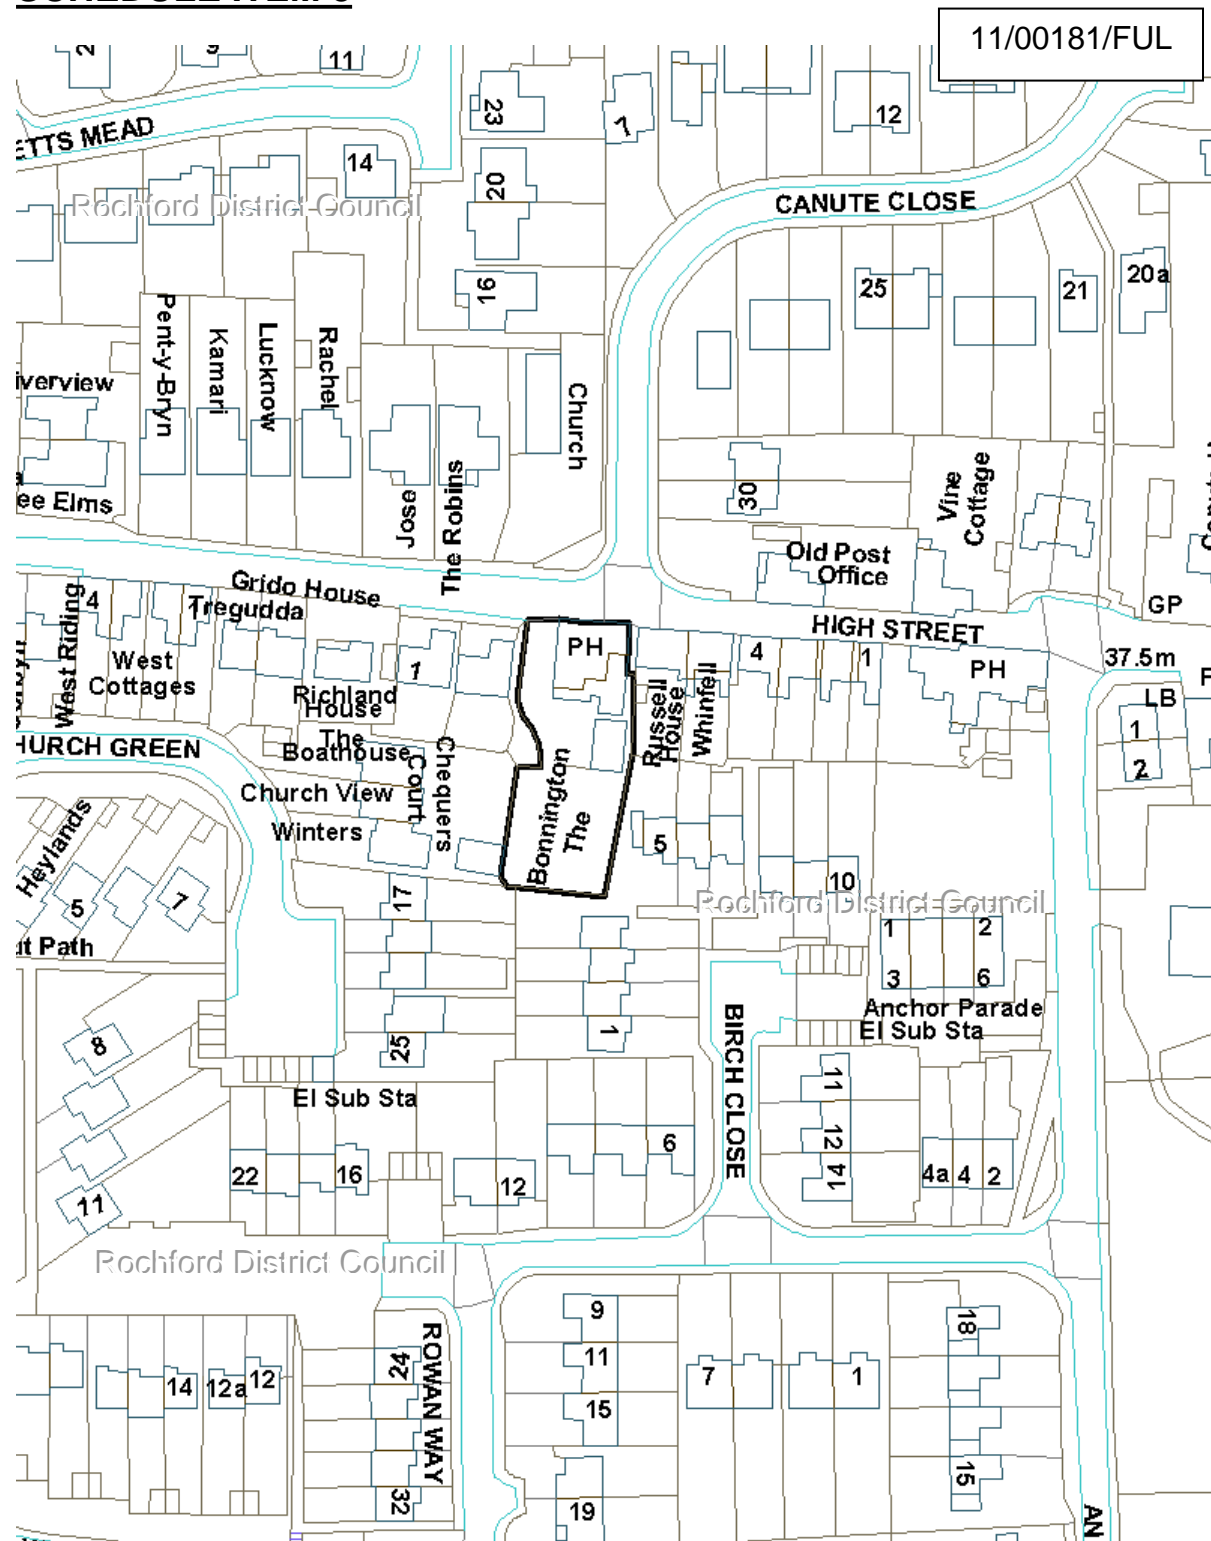 11/00181/FUL
11
23
7
12
ETTS MEAD
14
20
Rochford District Council
CANUTE CLOSE
16
25
21
20a
Pent-y-Bryn
Kamari
Lucknow
Rachel
iverview
Church
Jose
The Robins
30
Vine
Cottage
ee Elms
Old Post
Office
Grido House
Tregudda
4
West Riding
West
Cottages
1
PH
HIGH STREET
GP
4
1
PH
37.5m
LB
1
2
Richland
House
The
Boathouse
Russell
House
Whinfell
HURCH GREEN
Church View
Chequers
Court
Winters
The
Bonnington
Heylands
5
7
5
10
17
Rochford District Council
1
2
3
6
ut Path
Anchor Parade
El Sub Sta
8
25
1
BIRCH CLOSE
El Sub Sta
11
12
14
22
16
12
6
4a
4
2
11
Rochford District Council
9
11
15
19
ROWAN WAY
24
32
14
12a
12
7
1
18
15
AN